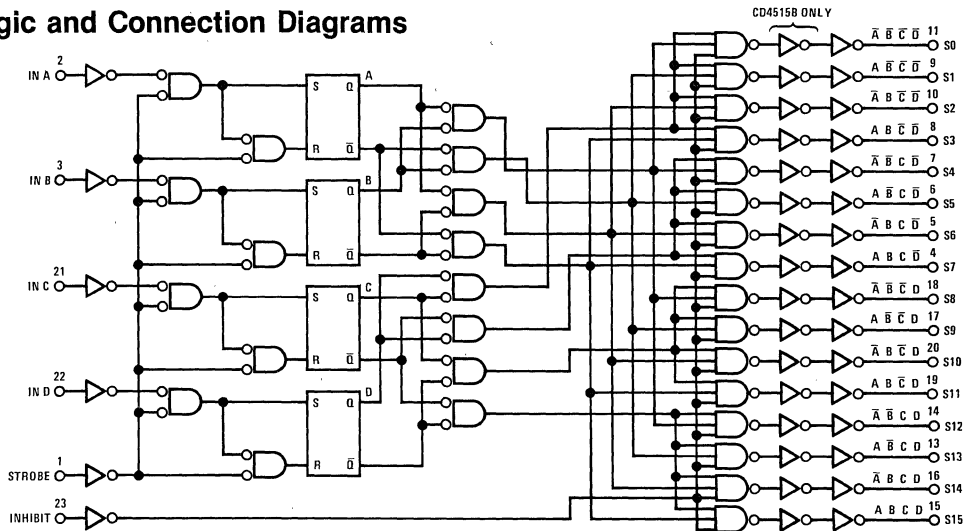 gic and Connection Diagrams
CD4515B ONLY
2
IN A
3
IN B
21
IN C
22
IN D
1
STROBE
23
INHIBIT
S Q A
R Q̅
S Q B
R Q̅
S Q C
R Q̅
S Q D
R Q̅
A̅ B̅ C̅ D̅ 11 S0
A B̅ C̅ D̅ 9 S1
A̅ B C̅ D̅ 10 S2
A B C̅ D̅ 8 S3
A̅ B̅ C D̅ 7 S4
A B̅ C D̅ 6 S5
A̅ B C D̅ 5 S6
A B C D̅ 4 S7
A̅ B̅ C̅ D 18 S8
A B̅ C̅ D 17 S9
A̅ B C̅ D 20 S10
A B C̅ D 19 S11
A̅ B̅ C D 14 S12
A B̅ C D 13 S13
A̅ B C D 16 S14
A B C D 15 S15